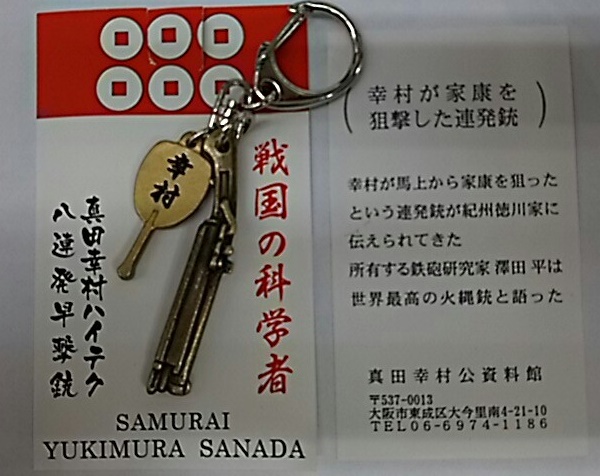 戦国の科学者
幸村
真田幸村ハイテク
八連発早撃銃
SAMURAI
YUKIMURA SANADA
(幸村が家康を
狙撃した連発銃)
幸村が馬上から家康を狙った
という連発銃が紀州徳川家に
伝えられてきた
所有する鉄砲研究家澤田 平は
世界最高の火縄銃と語った
真田幸村公資料館
〒537-0013
大阪市東成区大今里南4-21-10
TEL06-6974-1186